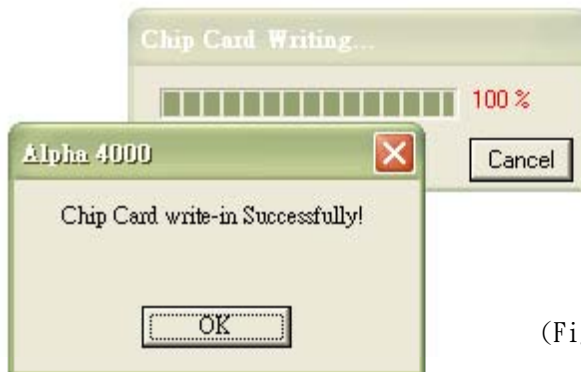 Chip Card Writing...
100 %
Cancel
Alpha 4000
Chip Card write-in Successfully!
OK